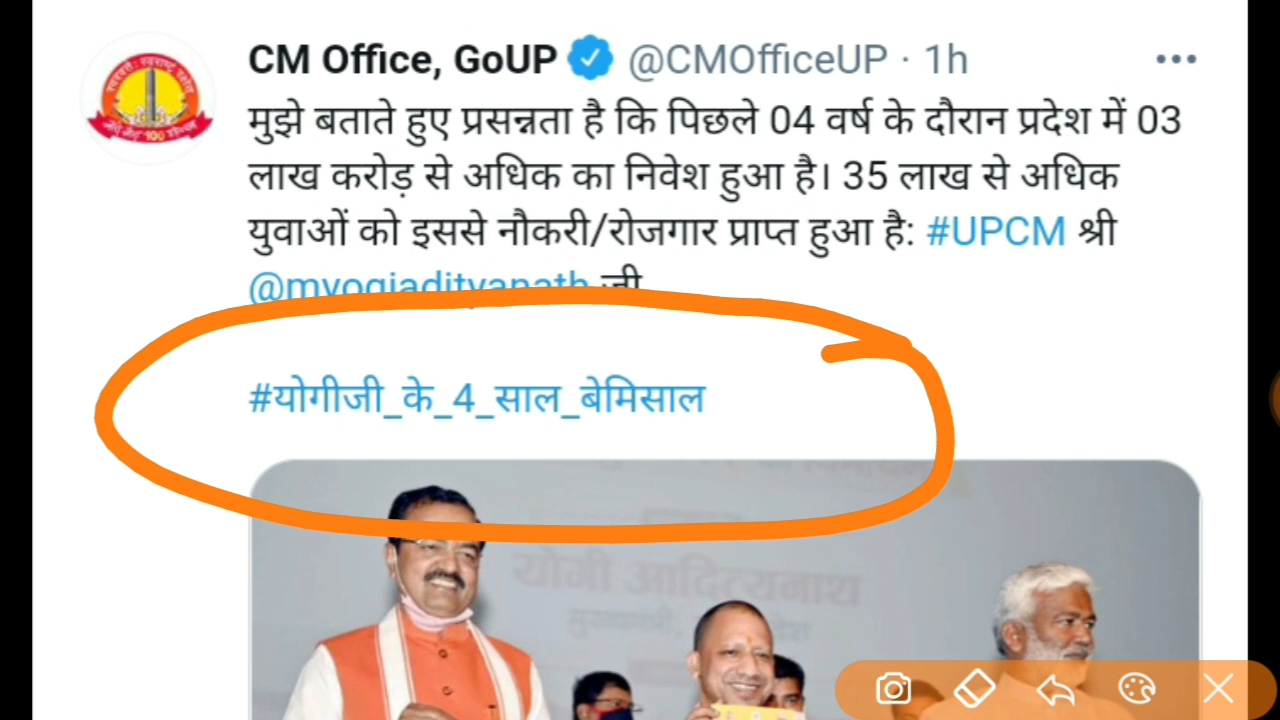 CM Office, GoUP @CMOfficeUP · 1h
मुझे बताते हुए प्रसन्नता है कि पिछले 04 वर्ष के दौरान प्रदेश में 03
लाख करोड़ से अधिक का निवेश हुआ है। 35 लाख से अधिक
युवाओं को इससे नौकरी/रोजगार प्राप्त हुआ है: #UPCM श्री
@myogiadityanath जी
#योगीजी_के_4_साल_बेमिसाल
योगी आदित्यनाथ